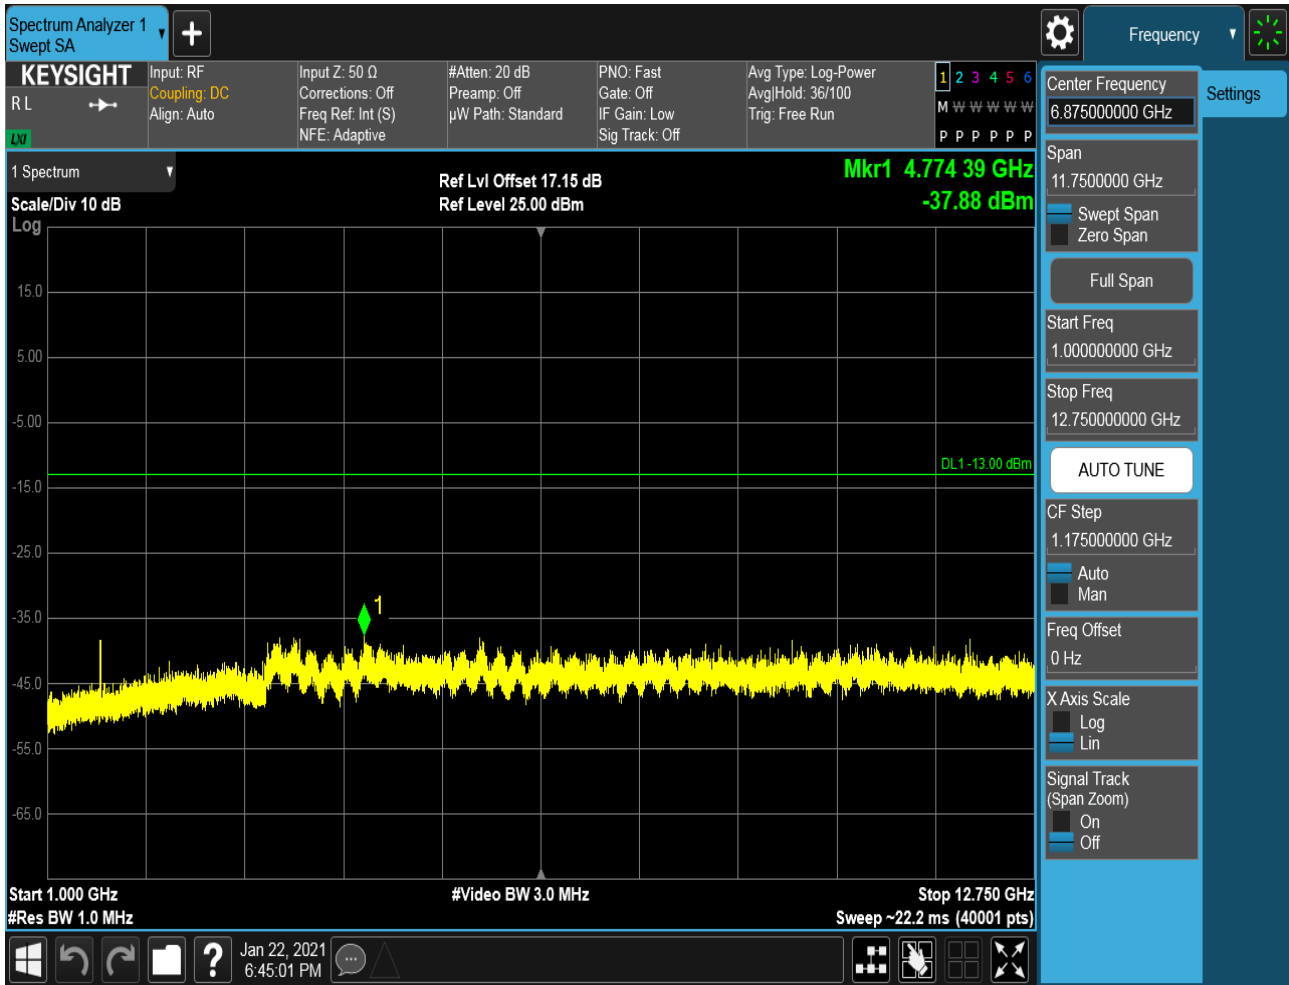 Spectrum Analyzer 1
Swept SA
Frequency
KEYSIGHT
R L
LXI
Input: RF
Coupling: DC
Align: Auto
Input Z: 50 Ω
Corrections: Off
Freq Ref: Int (S)
NFE: Adaptive
#Atten: 20 dB
Preamp: Off
µW Path: Standard
PNO: Fast
Gate: Off
IF Gain: Low
Sig Track: Off
Avg Type: Log-Power
Avg|Hold: 36/100
Trig: Free Run
1 2 3 4 5 6
M W W W W W
P P P P P P
1 Spectrum
Scale/Div 10 dB
Log
Ref Lvl Offset 17.15 dB
Ref Level 25.00 dBm
Mkr1 4.774 39 GHz
-37.88 dBm
15.0
5.00
-5.00
DL1 -13.00 dBm
-15.0
-25.0
-35.0
1
-45.0
-55.0
-65.0
Start 1.000 GHz
#Res BW 1.0 MHz
#Video BW 3.0 MHz
Stop 12.750 GHz
Sweep ~22.2 ms (40001 pts)
Center Frequency
6.875000000 GHz
Settings
Span
11.7500000 GHz
Swept Span
Zero Span
Full Span
Start Freq
1.000000000 GHz
Stop Freq
12.750000000 GHz
AUTO TUNE
CF Step
1.175000000 GHz
Auto
Man
Freq Offset
0 Hz
X Axis Scale
Log
Lin
Signal Track
(Span Zoom)
On
Off
?
Jan 22, 2021
6:45:01 PM